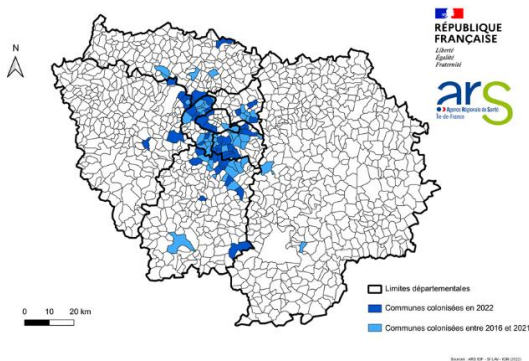 N
RÉPUBLIQUE
FRANÇAISE
Liberté
Égalité
Fraternité
ars
Agence Régionale de Santé
Île-de-France
Limites départementales
Communes colonisées en 2022
Communes colonisées entre 2016 et 2021
0 10 20 km